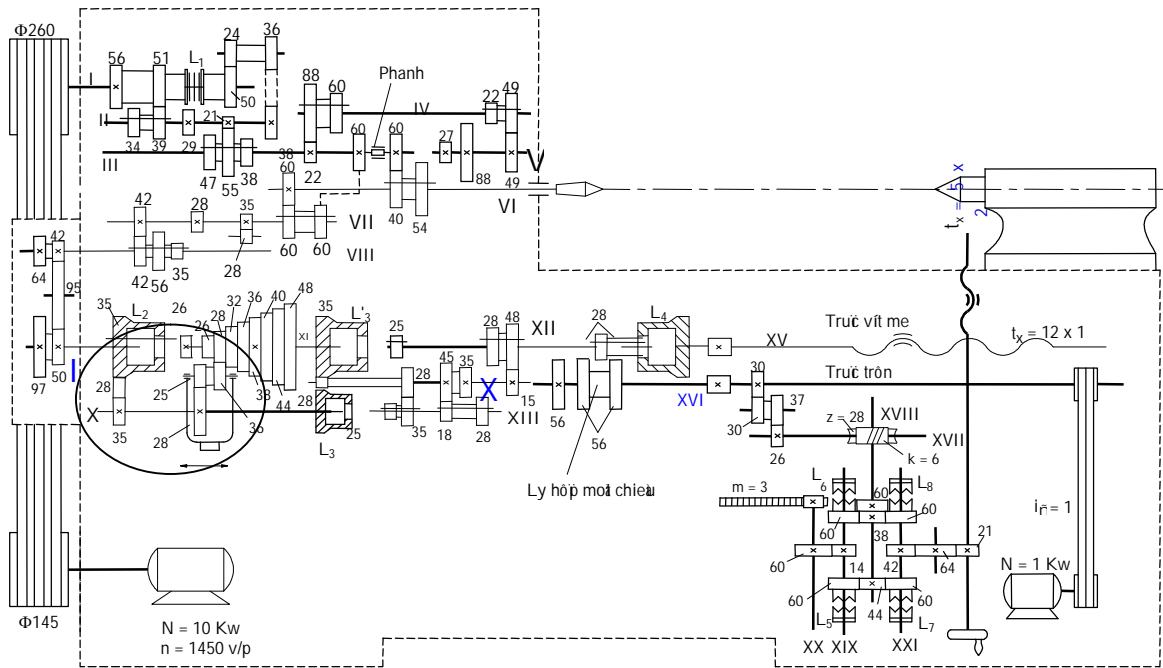 Φ260
56
51
L₁
24
36
I
50
88
60
Phanh
22
49
IV
II
21
34
39
29
III
47
55
38
38
60
60
60
27
V
88
49
22
40
54
VI
42
28
35
VII
60
60
VIII
42
56
35
28
42
64
95
97
50
I
35
L₂
26
26
28
32
36
40
48
XI
35
L'₃
25
28
48
XII
28
L₄
XV
Trục vít me
tₓ = 12 x 1
tₓ = 5 x 2
28
X
35
25
28
38
44
36
28
L₃
25
28
45
35
X
15
35
18
28
XIII
56
56
XVI
Trục trơn
30
30
37
26
z = 28
XVIII
XVII
k = 6
Ly hợp một chiều
m = 3
L₆
L₈
60
60
60
38
60
14
42
64
21
60
44
60
L₅
L₇
XX
XIX
XXI
i₍đ₎ = 1
N = 1 Kw
Φ145
N = 10 Kw
n = 1450 v/p